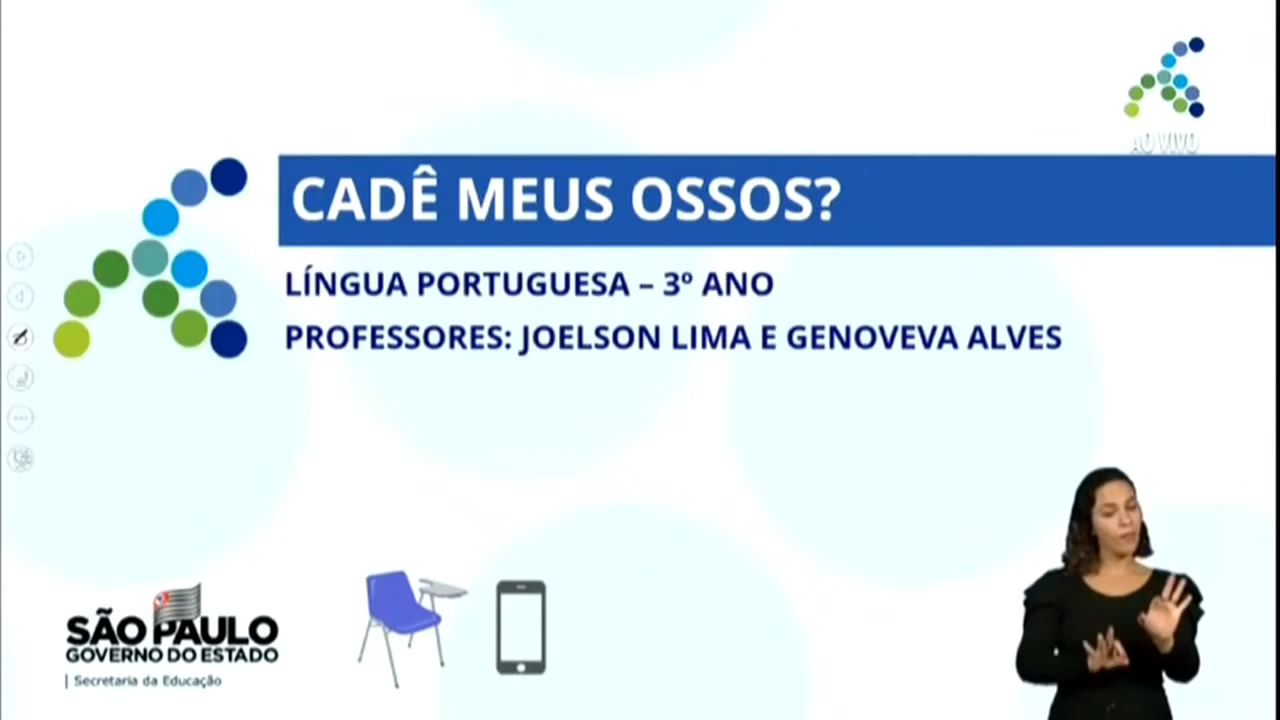 AO VIVO
CADÊ MEUS OSSOS?
LÍNGUA PORTUGUESA – 3º ANO
PROFESSORES: JOELSON LIMA E GENOVEVA ALVES
SÃO PAULO
GOVERNO DO ESTADO
| Secretaria da Educação